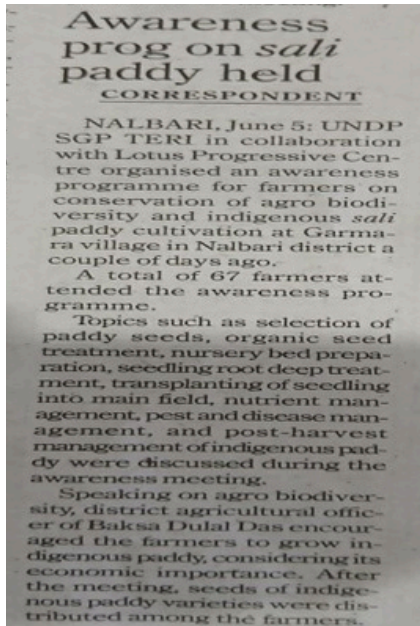 Awareness
prog on sali
paddy held
CORRESPONDENT
NALBARI, June 5: UNDP
SGP TERI in collaboration
with Lotus Progressive Cen-
tre organised an awareness
programme for farmers on
conservation of agro biodi-
versity and indigenous sali
paddy cultivation at Garma-
ra village in Nalbari district a
couple of days ago.
A total of 67 farmers at-
tended the awareness pro-
gramme.
Topics such as selection of
paddy seeds, organic seed
treatment, nursery bed prepa-
ration, seedling root deep treat-
ment, transplanting of seedling
into main field, nutrient man-
agement, pest and disease man-
agement, and post-harvest
management of indigenous pad-
dy were discussed during the
awareness meeting.
Speaking on agro biodiver-
sity, district agricultural offic-
er of Baksa Dulal Das encour-
aged the farmers to grow in-
digenous paddy, considering its
economic importance. After
the meeting, seeds of indige-
nous paddy varieties were dis-
tributed among the farmers.